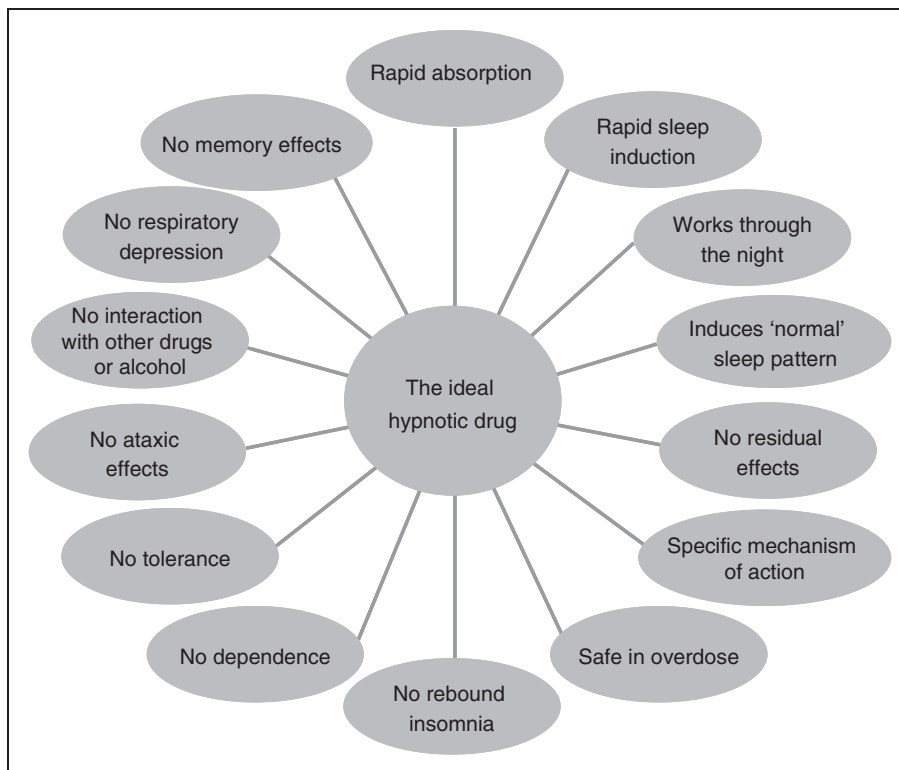 Rapid absorption
Rapid sleep
induction
Works through
the night
Induces ‘normal’
sleep pattern
No residual
effects
Specific mechanism
of action
Safe in overdose
No rebound
insomnia
No dependence
No tolerance
No ataxic
effects
No interaction
with other drugs
or alcohol
No respiratory
depression
No memory effects
The ideal
hypnotic drug